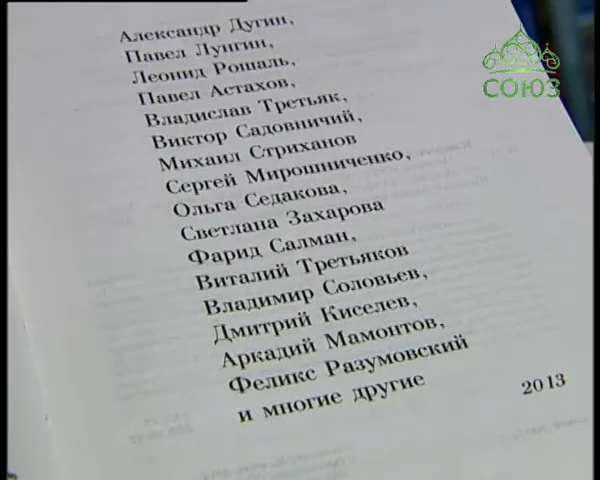 Александр Дугин,
Павел Лунгин,
Леонид Рошаль,
Павел Астахов,
Владислав Третьяк,
Виктор Садовничий,
Михаил Стриханов
Сергей Мирошниченко,
Ольга Седакова,
Светлана Захарова
Фарид Салман,
Виталий Третьяков
Владимир Соловьев,
Дмитрий Киселев,
Аркадий Мамонтов,
Феликс Разумовский
и многие другие
2013
СОЮЗ